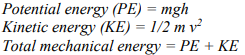 Potential energy (PE) = mgh
Kinetic energy (KE) = 1/2 m v²
Total mechanical energy = PE + KE